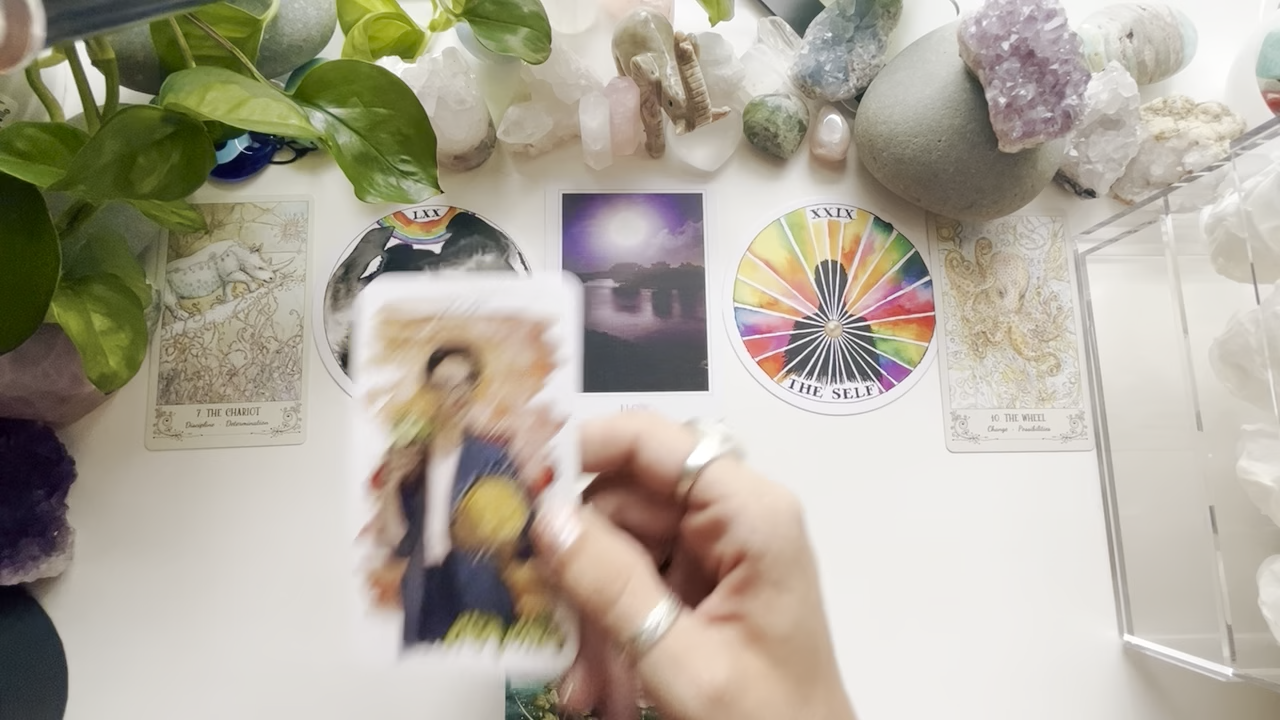 LXX
XXIX
THE SELF
7 THE CHARIOT
Discipline - Determination
10 THE WHEEL
Change - Possibilities